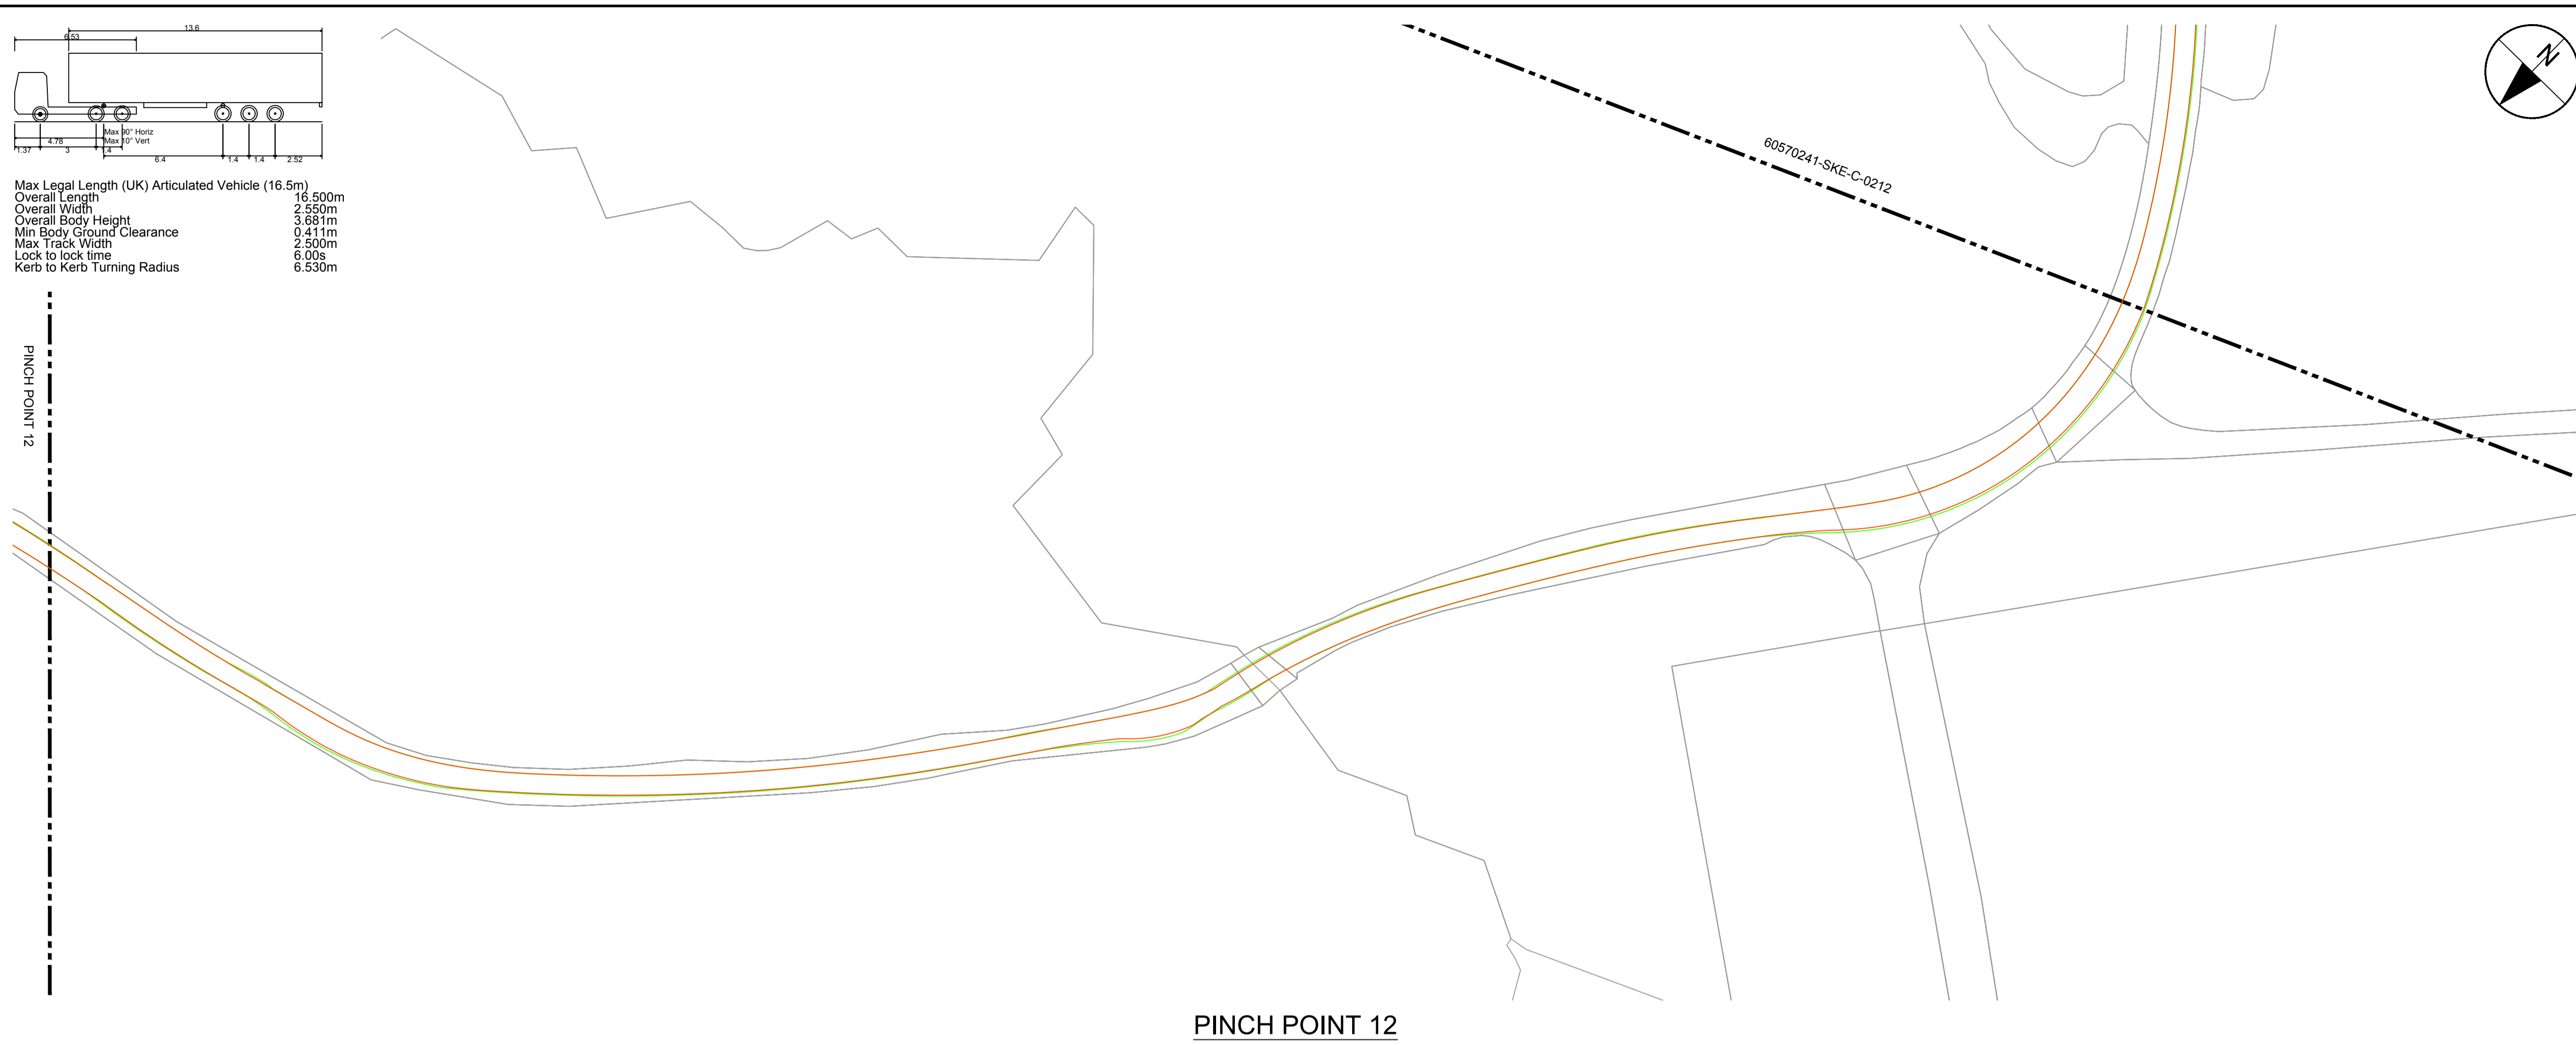 13.6
6.53
Max 90° Horiz
Max 10° Vert
4.78
1.37
3
1.4
6.4
1.4
1.4
2.52
Max Legal Length (UK) Articulated Vehicle (16.5m)
Overall Length 16.500m
Overall Width 2.550m
Overall Body Height 3.681m
Min Body Ground Clearance 0.411m
Max Track Width 2.500m
Lock to lock time 6.00s
Kerb to Kerb Turning Radius 6.530m
PINCH POINT 12
60570241-SKE-C-0212
N
PINCH POINT 12